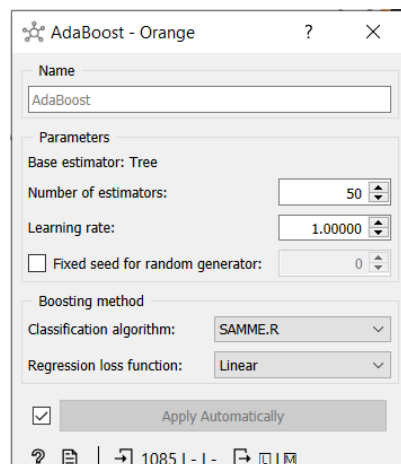 AdaBoost - Orange ? ×
Name
AdaBoost
Parameters
Base estimator: Tree
Number of estimators: 50
Learning rate: 1.00000
Fixed seed for random generator: 0
Boosting method
Classification algorithm: SAMME.R
Regression loss function: Linear
Apply Automatically
? 1085 | - | - L | M